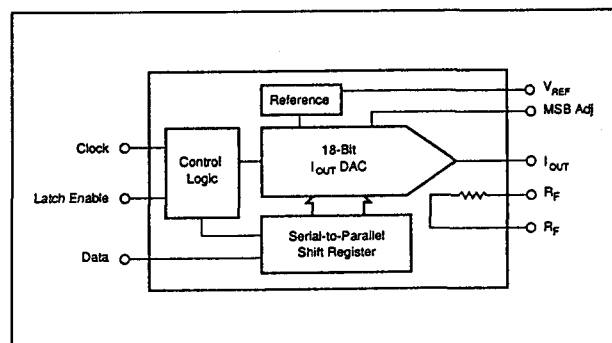 Reference
V_REF
MSB Adj
Clock
Control
Logic
18-Bit
I_OUT DAC
I_OUT
Latch Enable
R_F
Serial-to-Parallel
Shift Register
R_F
Data